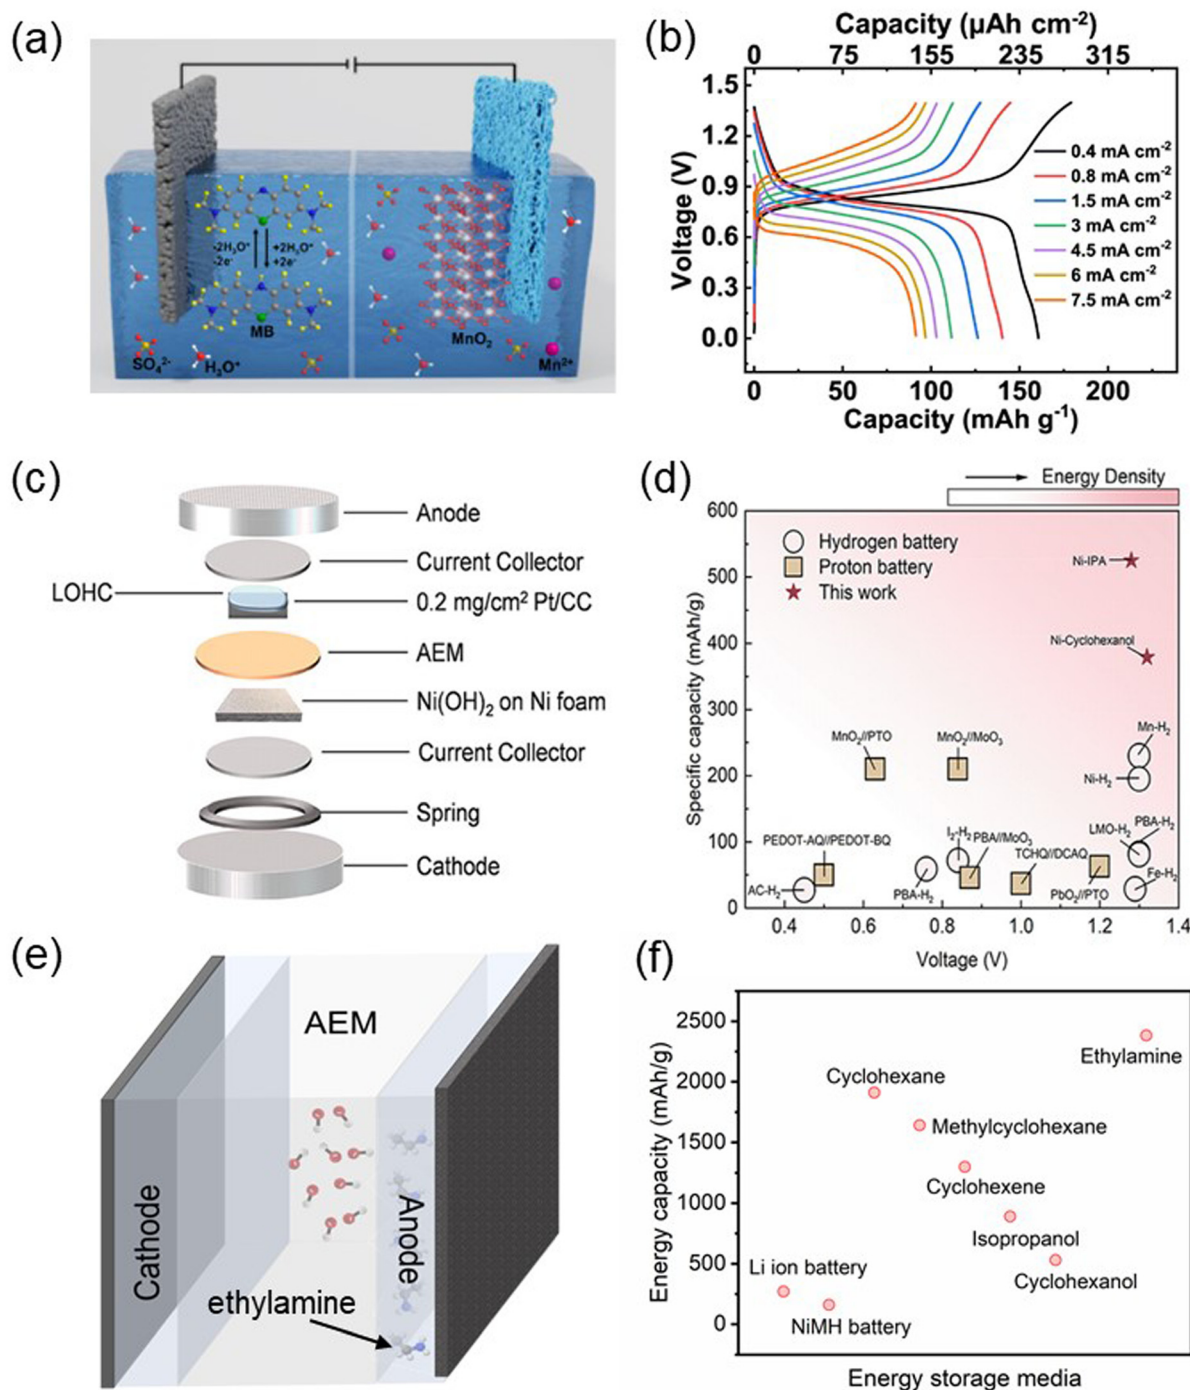 (a)
-2H₃O⁺
-2e⁻
+2H₃O⁺
+2e⁻
MB
MnO₂
SO₄²⁻
H₃O⁺
Mn²⁺
(b)
Capacity (μAh cm⁻²)
0 75 155 235 315
Voltage (V)
1.5
1.2
0.9
0.6
0.3
0.0
0.4 mA cm⁻²
0.8 mA cm⁻²
1.5 mA cm⁻²
3 mA cm⁻²
4.5 mA cm⁻²
6 mA cm⁻²
7.5 mA cm⁻²
0 50 100 150 200
Capacity (mAh g⁻¹)
(c)
Anode
Current Collector
LOHC
0.2 mg/cm² Pt/CC
AEM
Ni(OH)₂ on Ni foam
Current Collector
Spring
Cathode
(d)
Energy Density
Specific capacity (mAh/g)
600
500
400
300
200
100
0
Hydrogen battery
Proton battery
This work
Ni-IPA
Ni-Cyclohexanol
MnO₂//PTO
MnO₂//MoO₃
Mn-H₂
Ni-H₂
PEDOT-AQ//PEDOT-BQ
I₂-H₂
PBA//MoO₃
LMO-H₂
PBA-H₂
TCHQ//DCAQ
AC-H₂
PBA-H₂
PbO₂//PTO
Fe-H₂
0.4 0.6 0.8 1.0 1.2 1.4
Voltage (V)
(e)
AEM
Cathode
Anode
ethylamine
(f)
Energy capacity (mAh/g)
2500
2000
1500
1000
500
0
Ethylamine
Cyclohexane
Methylcyclohexane
Cyclohexene
Isopropanol
Li ion battery
Cyclohexanol
NiMH battery
Energy storage media